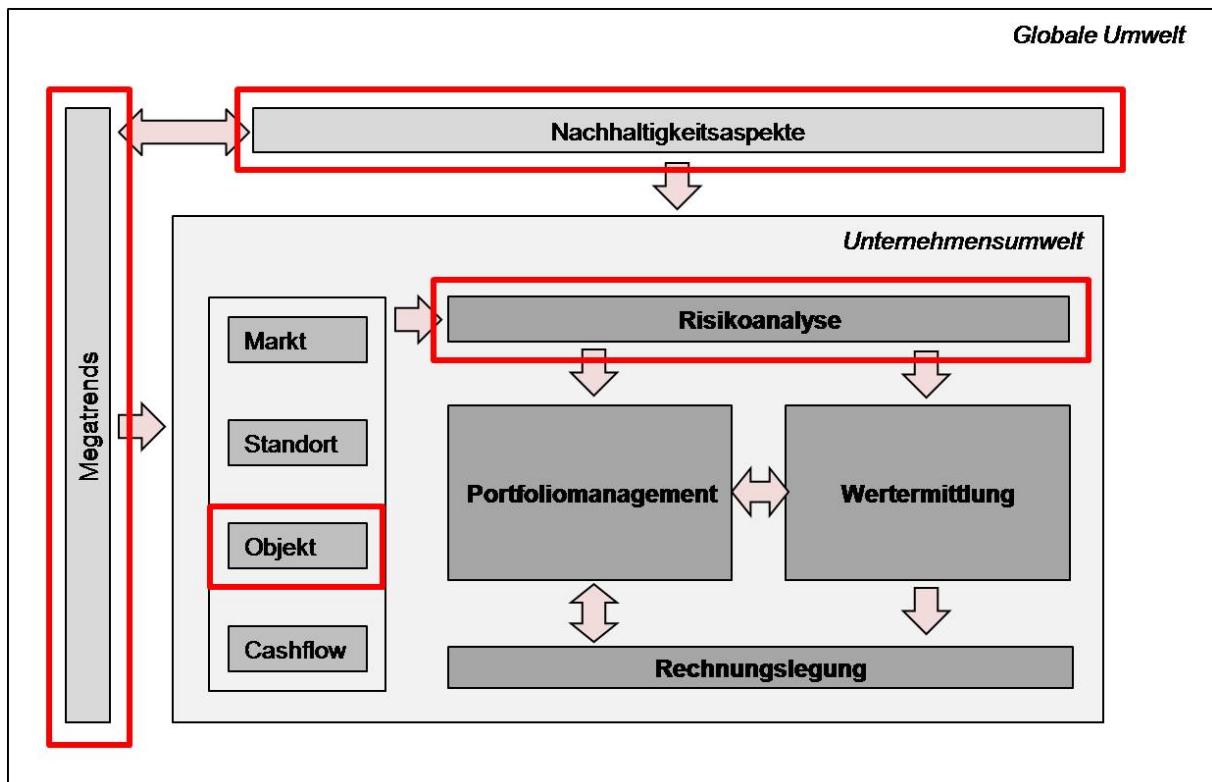 Globale Umwelt
Nachhaltigkeitsaspekte
Megatrends
Unternehmensumwelt
Markt
Standort
Objekt
Cashflow
Risikoanalyse
Portfoliomanagement
Wertermittlung
Rechnungslegung